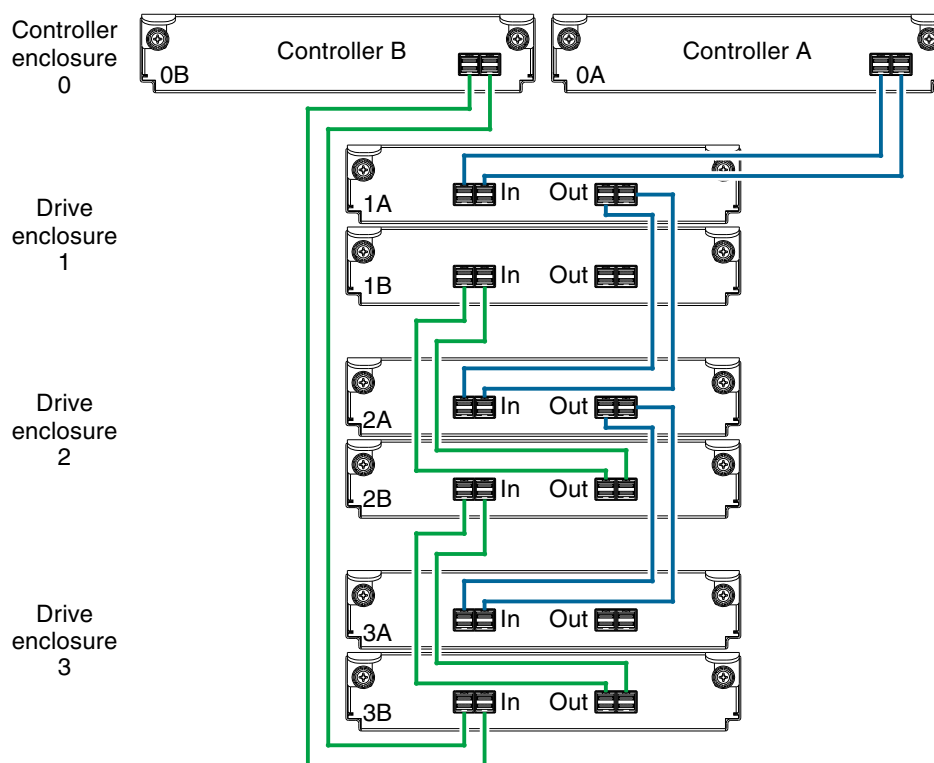 Controller
enclosure
0
Controller B
0B
Controller A
0A
Drive
enclosure
1
1A
In
Out
1B
In
Out
Drive
enclosure
2
2A
In
Out
2B
In
Out
Drive
enclosure
3
3A
In
Out
3B
In
Out